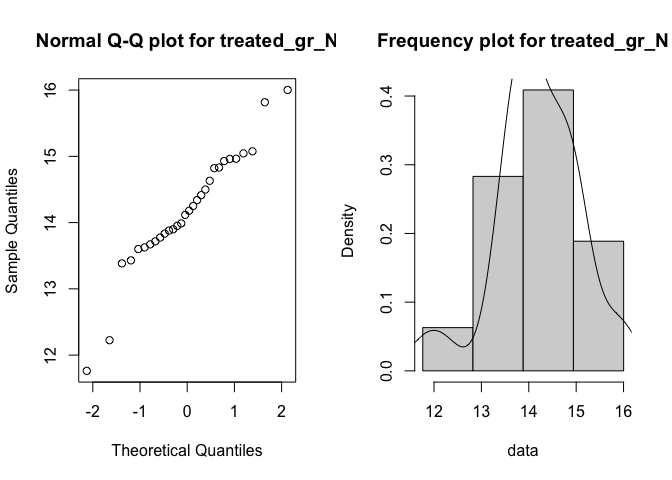 Normal Q-Q plot for treated_gr_N
Sample Quantiles
16
15
14
13
12
-2 -1 0 1 2
Theoretical Quantiles
Frequency plot for treated_gr_N
Density
0.4
0.3
0.2
0.1
0.0
12 13 14 15 16
data